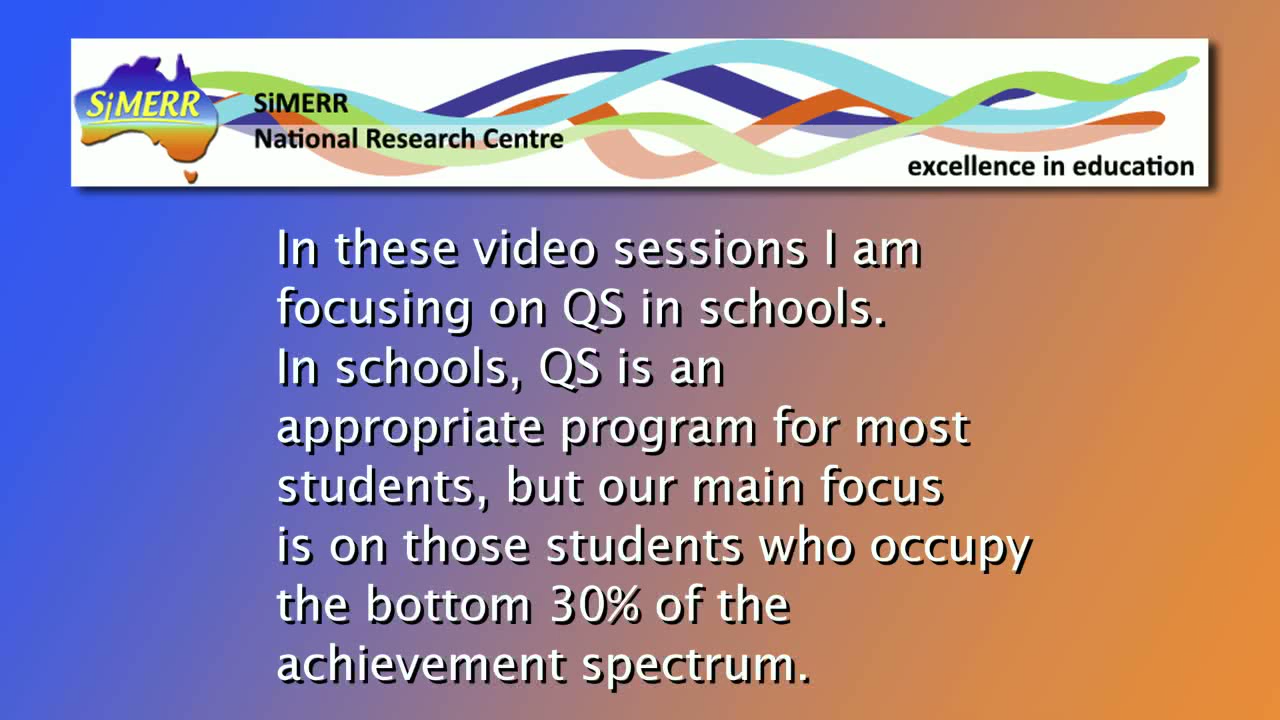 SiMERR
SiMERR
National Research Centre
excellence in education
In these video sessions I am
focusing on QS in schools.
In schools, QS is an
appropriate program for most
students, but our main focus
is on those students who occupy
the bottom 30% of the
achievement spectrum.